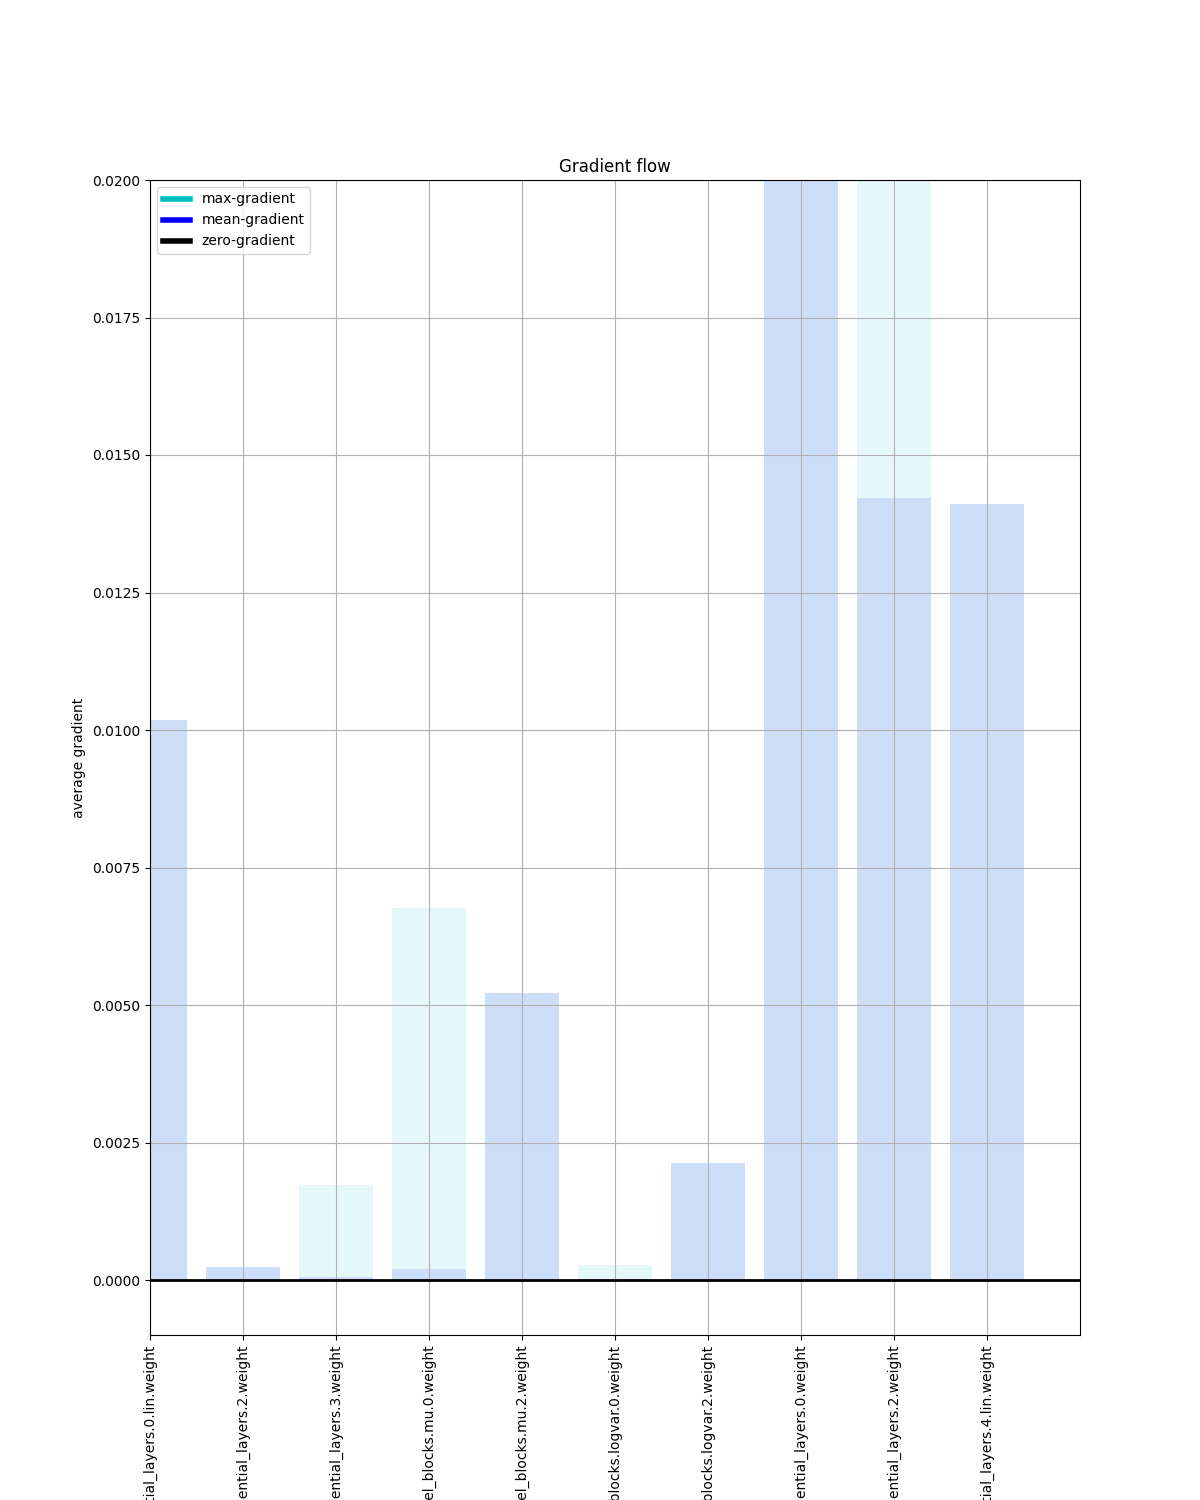 Gradient flow
max-gradient
mean-gradient
zero-gradient
0.0200
0.0175
0.0150
0.0125
0.0100
0.0075
0.0050
0.0025
0.0000
average gradient
tial_layers.0.lin.weight
ential_layers.2.weight
ential_layers.3.weight
el_blocks.mu.0.weight
el_blocks.mu.2.weight
blocks.logvar.0.weight
blocks.logvar.2.weight
ential_layers.0.weight
ential_layers.2.weight
tial_layers.4.lin.weight